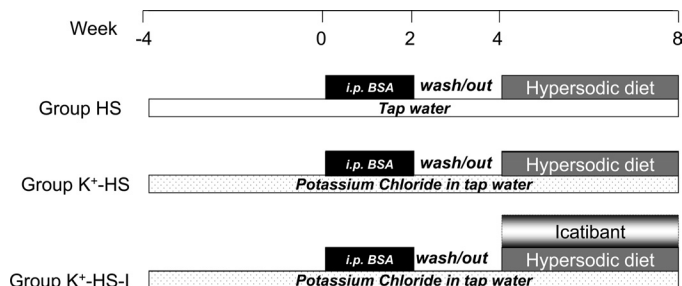 Week
-4 0 2 4 8
i.p. BSA wash/out Hypersodic diet
Group HS Tap water
i.p. BSA wash/out Hypersodic diet
Group K⁺-HS Potassium Chloride in tap water
Icatibant
i.p. BSA wash/out Hypersodic diet
Group K⁺-HS-I Potassium Chloride in tap water